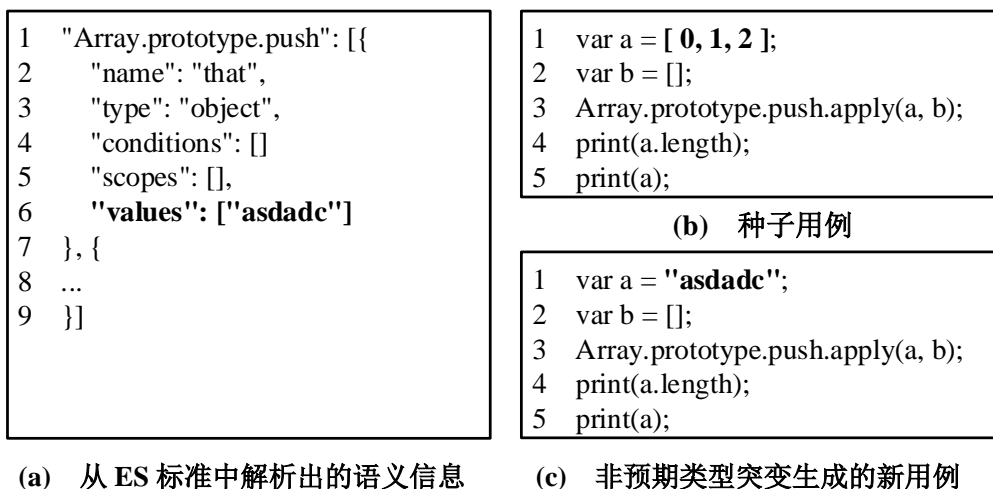 1 "Array.prototype.push": [{
2 "name": "that",
3 "type": "object",
4 "conditions": []
5 "scopes": [],
6 "values": ["asdadc"]
7 }, {
8 ...
9 }]
(a) 从 ES 标准中解析出的语义信息
1 var a = [ 0, 1, 2 ];
2 var b = [];
3 Array.prototype.push.apply(a, b);
4 print(a.length);
5 print(a);
(b) 种子用例
1 var a = "asdadc";
2 var b = [];
3 Array.prototype.push.apply(a, b);
4 print(a.length);
5 print(a);
(c) 非预期类型突变生成的新用例